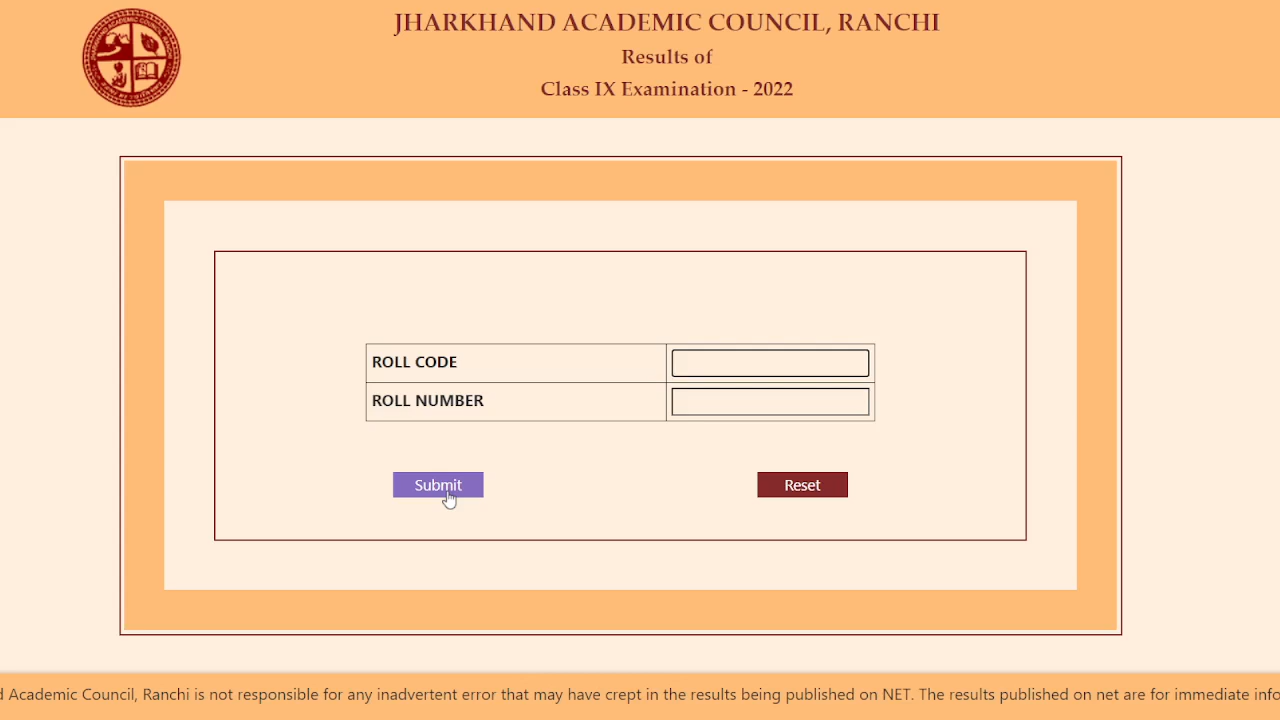 JHARKHAND ACADEMIC COUNCIL, RANCHI
Results of
Class IX Examination - 2022
ROLL CODE
ROLL NUMBER
Submit
Reset
Academic Council, Ranchi is not responsible for any inadvertent error that may have crept in the results being published on NET. The results published on net are for immediate info